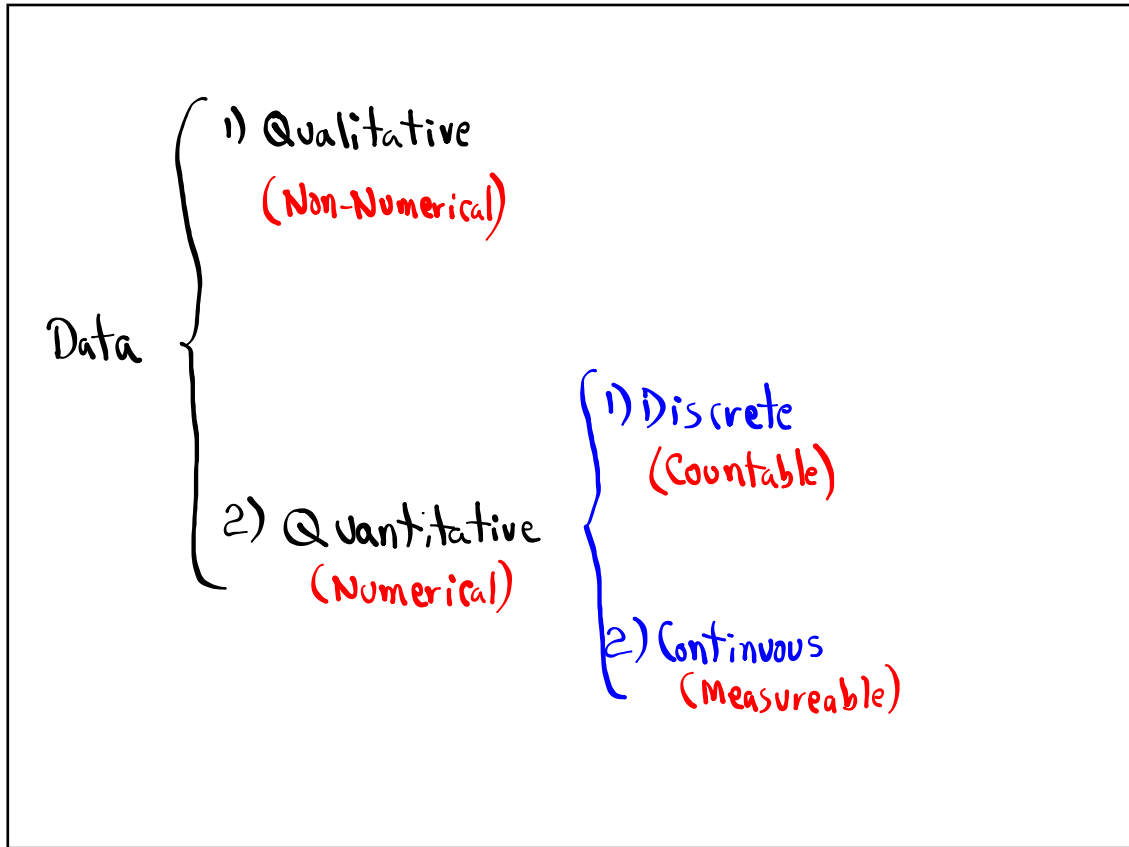 1) Qualitative
(Non-Numerical)
Data
1) Discrete
(Countable)
2) Quantitative
(Numerical)
2) Continuous
(Measureable)